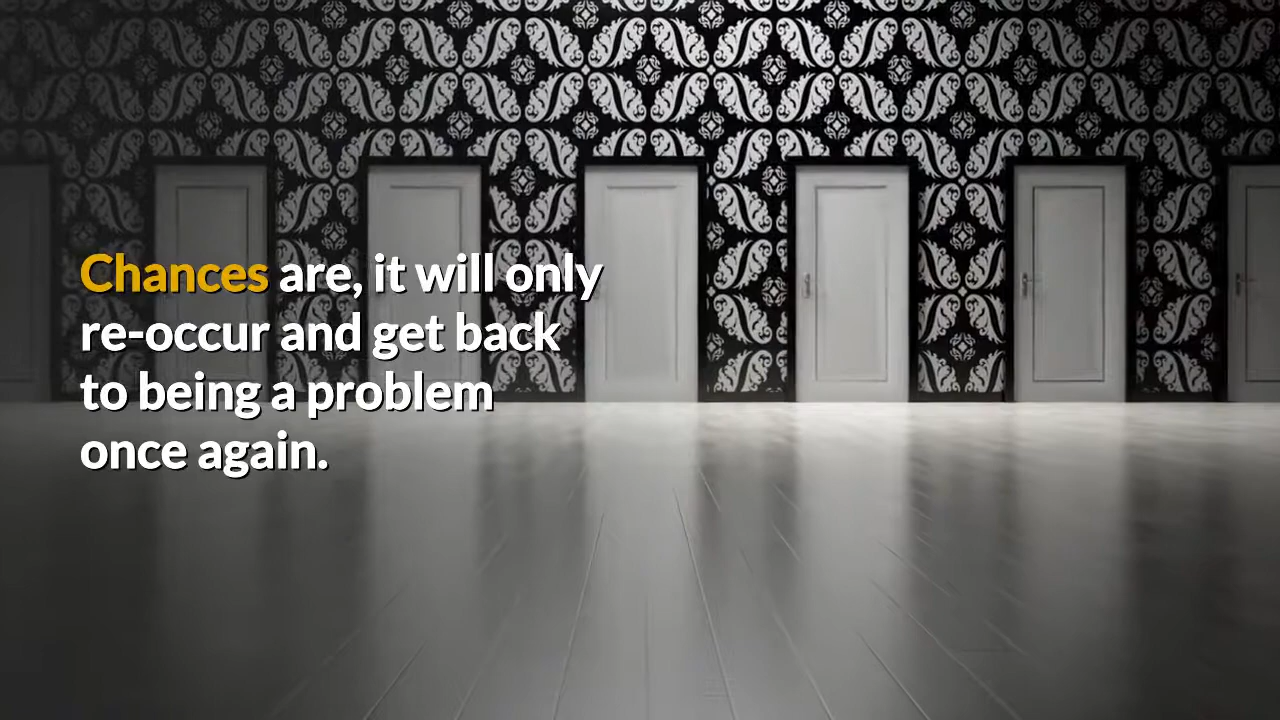 Chances are, it will only
re-occur and get back
to being a problem
once again.